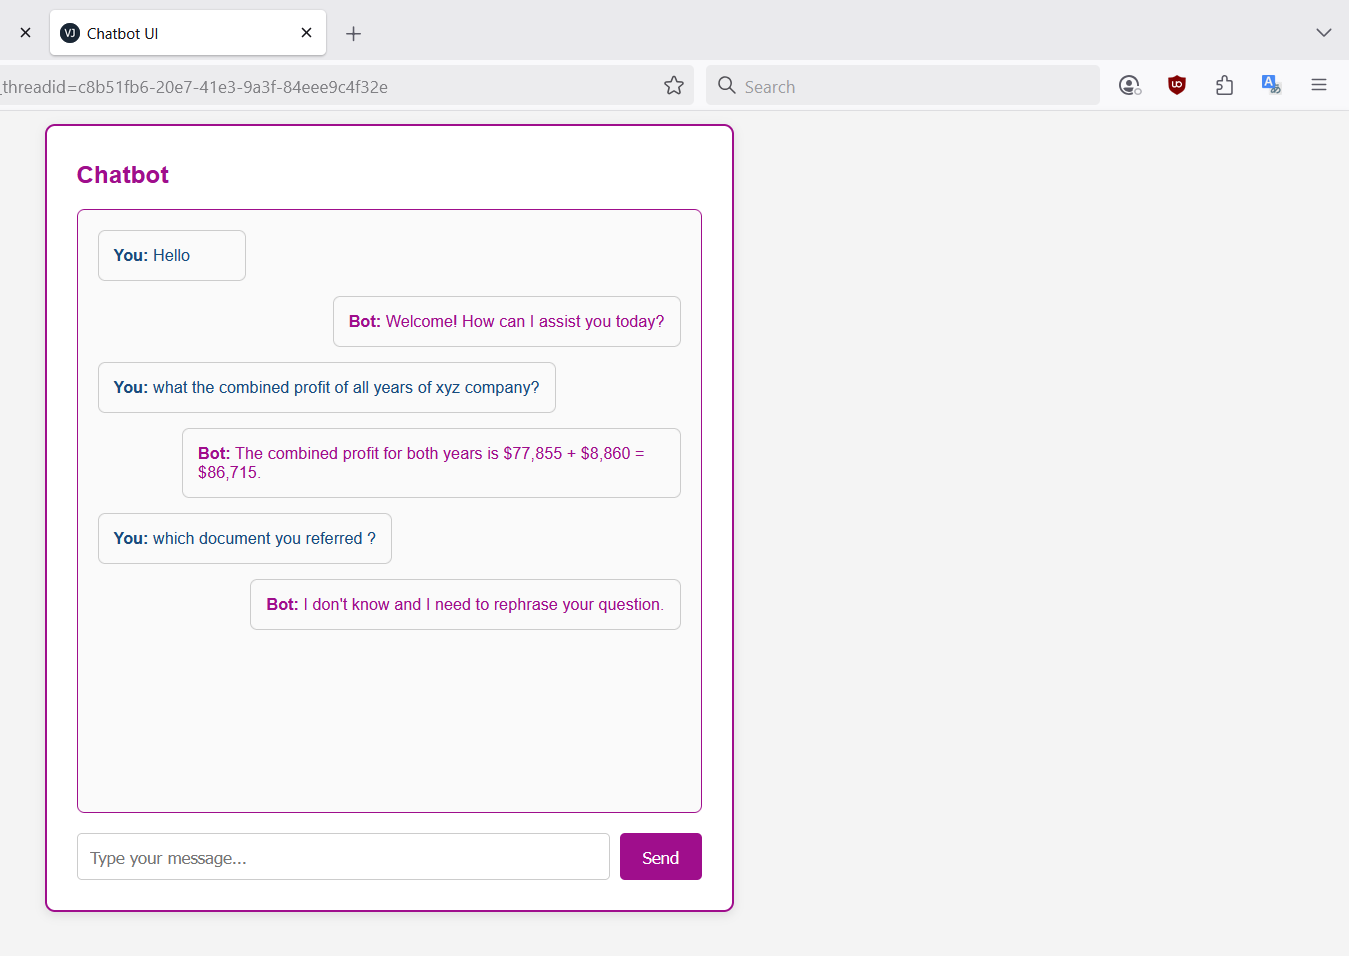 VJ Chatbot UI
_threadid=c8b51fb6-20e7-41e3-9a3f-84eee9c4f32e
Search
Chatbot
You: Hello
Bot: Welcome! How can I assist you today?
You: what the combined profit of all years of xyz company?
Bot: The combined profit for both years is $77,855 + $8,860 =
$86,715.
You: which document you referred ?
Bot: I don't know and I need to rephrase your question.
Type your message...
Send